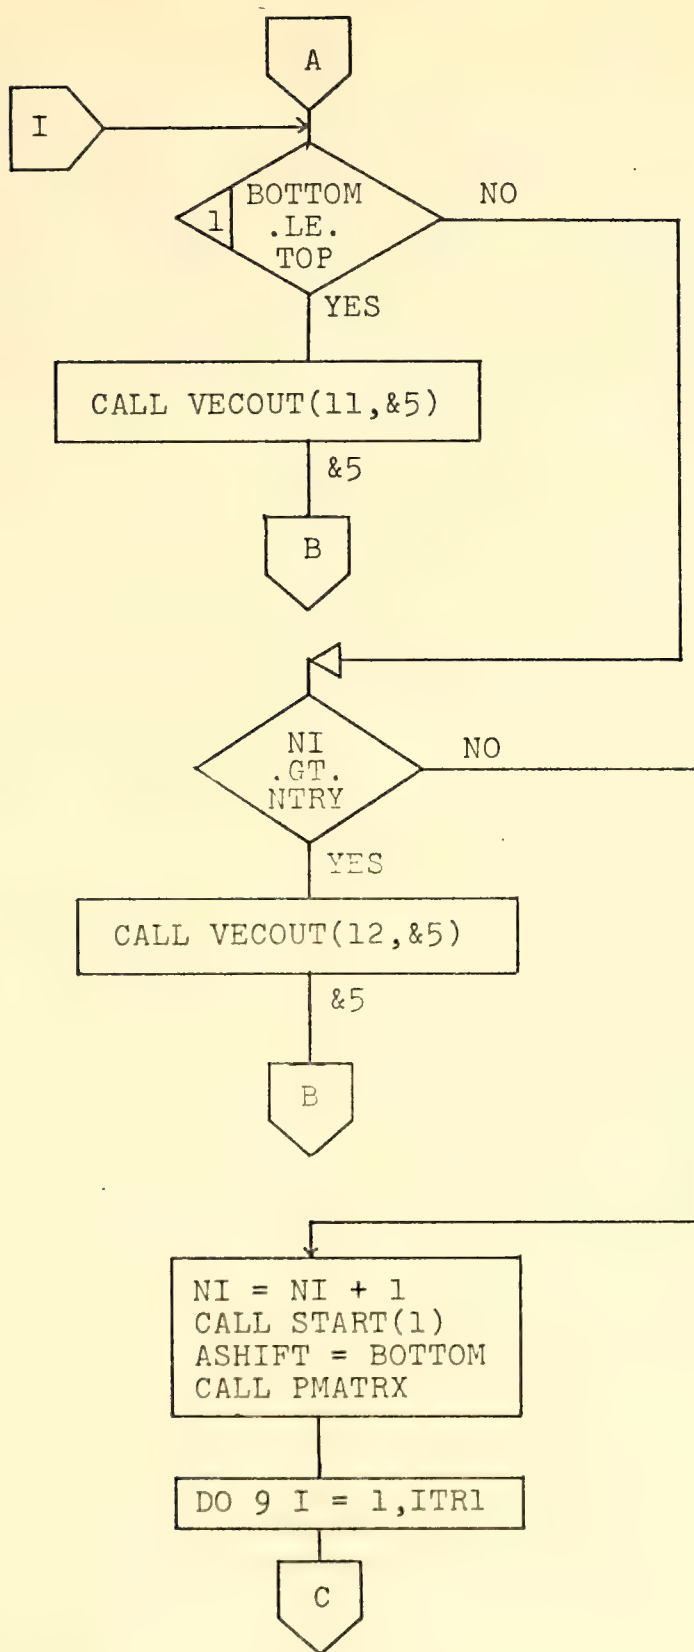 A
I
1
BOTTOM
.LE.
TOP
NO
YES
CALL VECOUT(11,&5)
&5
B
NI
.GT.
NTRY
NO
YES
CALL VECOUT(12,&5)
&5
B
NI = NI + 1
CALL START(1)
ASHIFT = BOTTOM
CALL PMATRX
DO 9 I = 1,ITR1
C